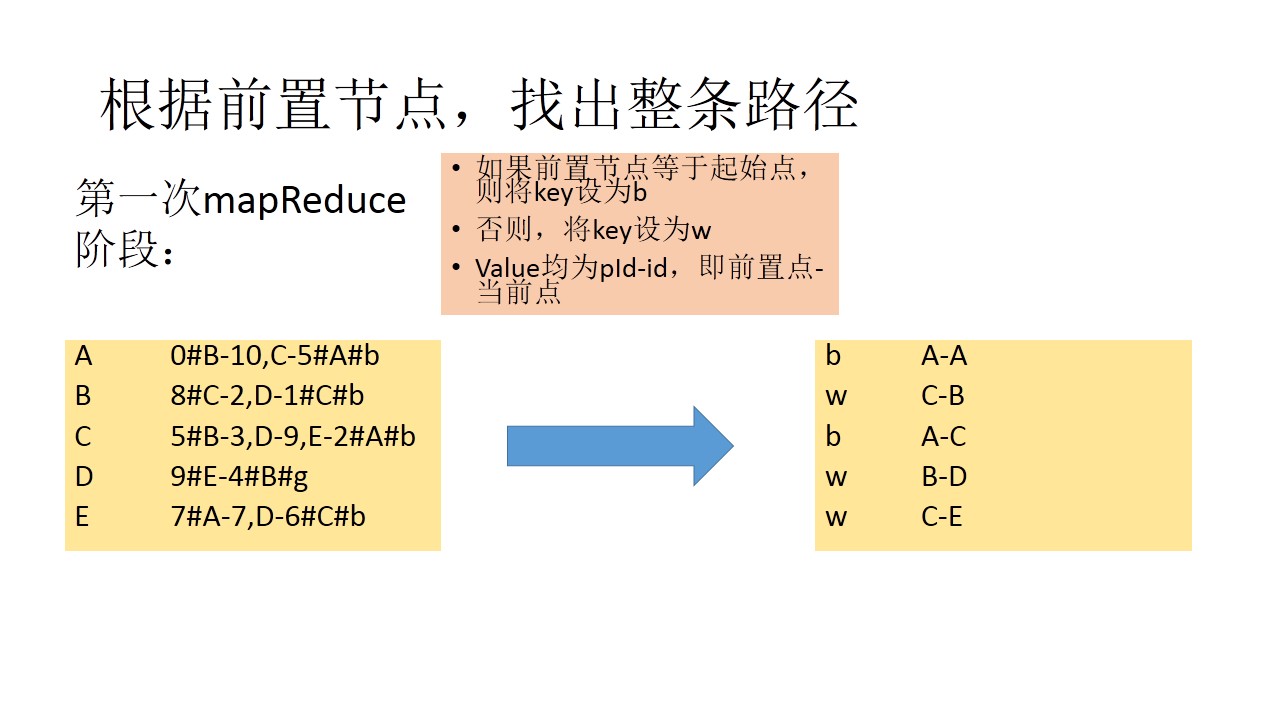 根据前置节点，找出整条路径
第一次mapReduce
阶段：
• 如果前置节点等于起始点，
则将key设为b
• 否则，将key设为w
• Value均为pId-id，即前置点-
当前点
A 0#B-10,C-5#A#b
B 8#C-2,D-1#C#b
C 5#B-3,D-9,E-2#A#b
D 9#E-4#B#g
E 7#A-7,D-6#C#b
b A-A
w C-B
b A-C
w B-D
w C-E